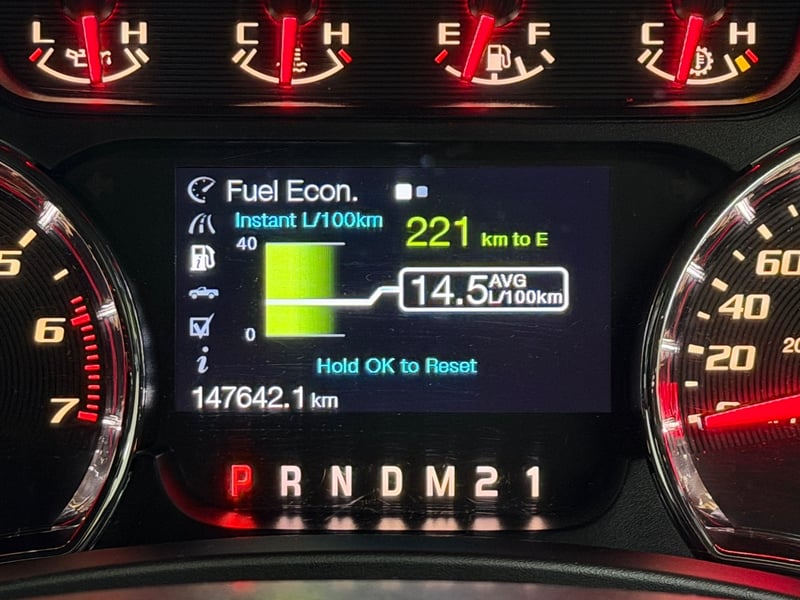 L H C H E F C H
Fuel Econ.
Instant L/100km
221 km to E
40
14.5 AVG L/100km
0
Hold OK to Reset
147642.1 km
5
6
7
60
40
20
20
P R N D M 2 1